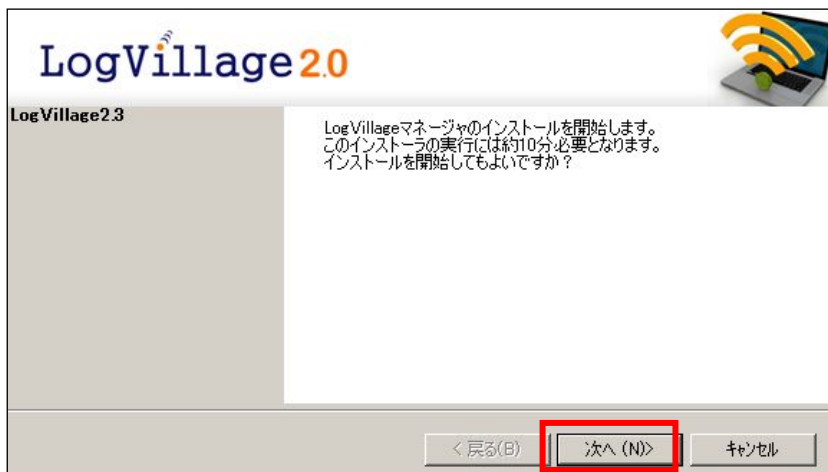 LogVillage 2.0
LogVillage2.3
LogVillageマネージャのインストールを開始します。
このインストーラの実行には約10分必要となります。
インストールを開始してもよいですか？
< 戻る(B)
次へ (N)>
キャンセル